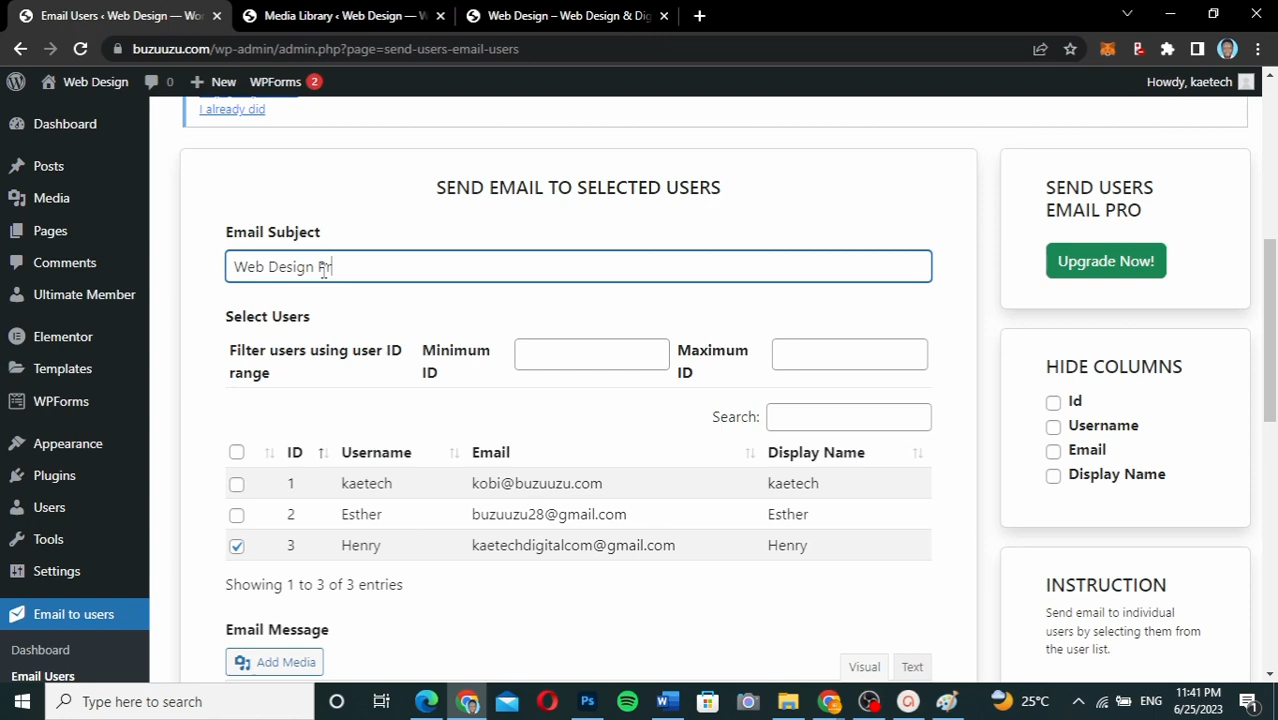 Email Users ‹ Web Design — Wor
Media Library ‹ Web Design — W
Web Design – Web Design & Dig
buzuuzu.com/wp-admin/admin.php?page=send-users-email-users
Web Design
0
New
WPForms
2
Howdy, kaetech
Dashboard
Posts
Media
Pages
Comments
Ultimate Member
Elementor
Templates
WPForms
Appearance
Plugins
Users
Tools
Settings
Email to users
Dashboard
Email Users
I already did
SEND EMAIL TO SELECTED USERS
Email Subject
Web Design Pr
Select Users
Filter users using user ID range
Minimum ID
Maximum ID
Search:
ID Username Email Display Name
1 kaetech kobi@buzuuzu.com kaetech
2 Esther buzuuzu28@gmail.com Esther
3 Henry kaetechdigitalcom@gmail.com Henry
Showing 1 to 3 of 3 entries
Email Message
Add Media
Visual
Text
SEND USERS
EMAIL PRO
Upgrade Now!
HIDE COLUMNS
Id
Username
Email
Display Name
INSTRUCTION
Send email to individual
users by selecting them from
the user list.
Type here to search
25°C
ENG
11:41 PM
6/25/2023
1